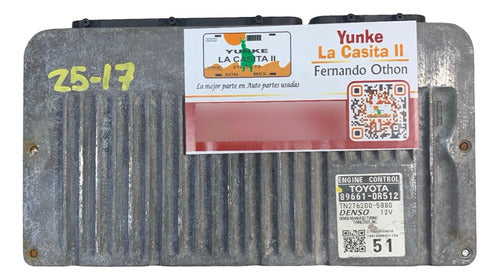 25-17
YUNKE
LA CASITA II
SON MEX
La mejor parte en Auto partes usadas
Yunke
La Casita II
Fernando Othon
ENGINE CONTROL
TOYOTA
89661-0R512
TN276200-5880
DENSO 12V
51